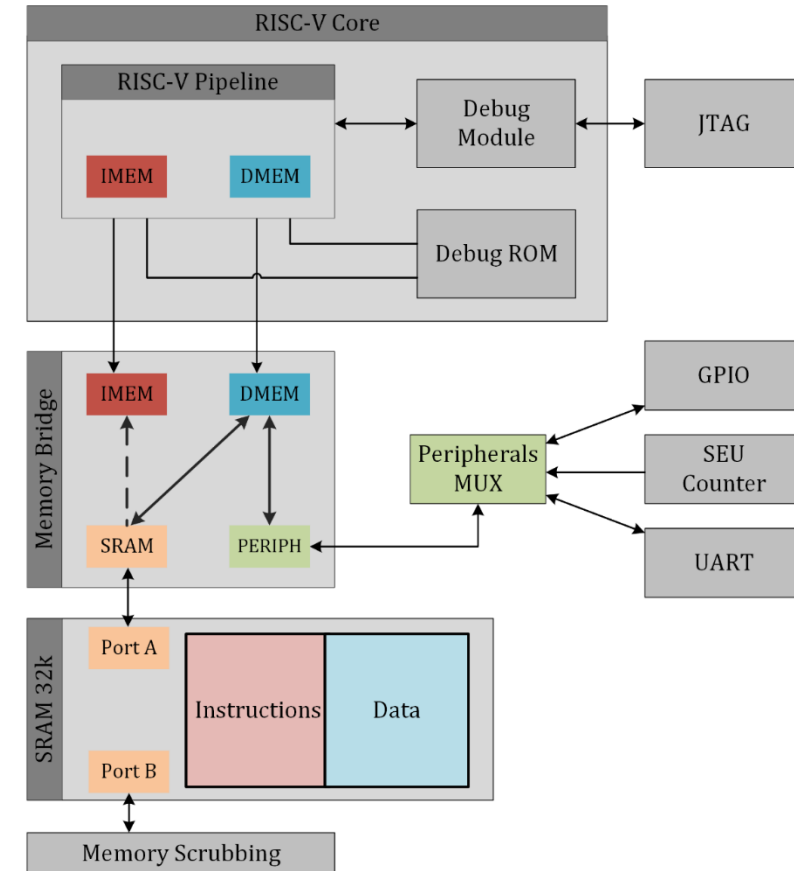 RISC-V Core
RISC-V Pipeline
IMEM
DMEM
Debug
Module
JTAG
Debug ROM
Memory Bridge
IMEM
DMEM
SRAM
PERIPH
Peripherals
MUX
GPIO
SEU
Counter
UART
SRAM 32k
Port A
Instructions
Data
Port B
Memory Scrubbing